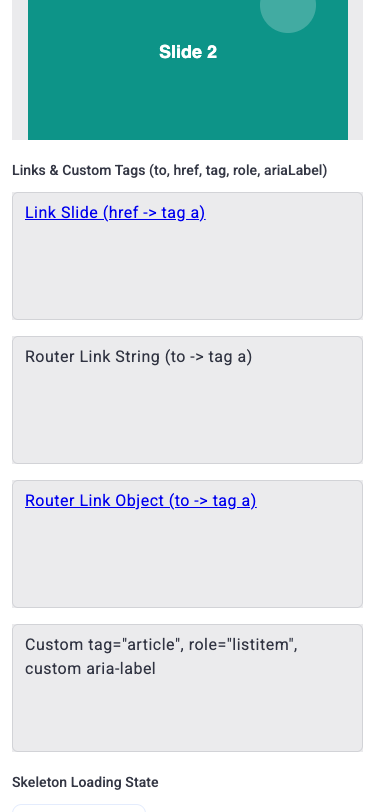 Slide 2
Links & Custom Tags (to, href, tag, role, ariaLabel)
Link Slide (href -> tag a)
Router Link String (to -> tag a)
Router Link Object (to -> tag a)
Custom tag="article", role="listitem",
custom aria-label
Skeleton Loading State